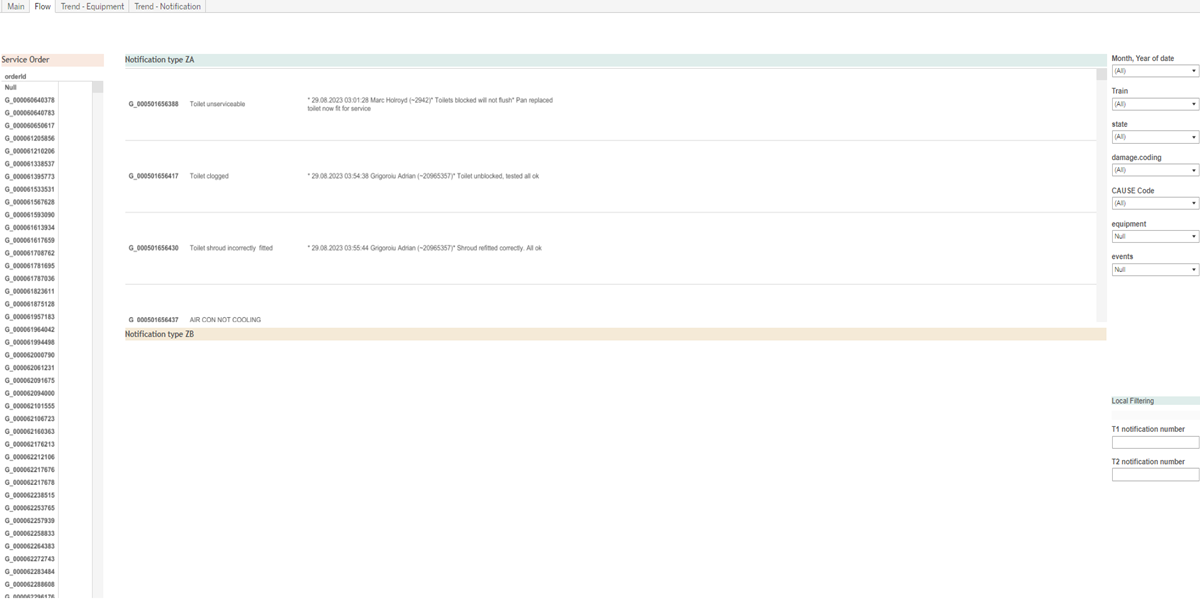 Main Flow Trend - Equipment Trend - Notification
Service Order
orderId
Null
G_000060640378
G_000060640783
G_000060650617
G_000061205856
G_000061210206
G_000061338537
G_000061395773
G_000061533531
G_000061567628
G_000061593090
G_000061613934
G_000061617659
G_000061708762
G_000061781695
G_000061787036
G_000061823611
G_000061875128
G_000061957183
G_000061964042
G_000061994498
G_000062000790
G_000062061231
G_000062091675
G_000062094000
G_000062101555
G_000062106723
G_000062160363
G_000062176213
G_000062212106
G_000062217676
G_000062217678
G_000062238515
G_000062253765
G_000062257939
G_000062258833
G_000062264383
G_000062272743
G_000062283484
G_000062288608
G_000062296176
Notification type ZA
G_000501656388 Toilet unserviceable * 29.08.2023 03:01:28 Marc Holroyd (~2942)* Toilets blocked will not flush* Pan replaced
toilet now fit for service
G_000501656417 Toilet clogged * 29.08.2023 03:54:38 Grigoroiu Adrian (~20965357)* Toilet unblocked, tested all ok
G_000501656430 Toilet shroud incorrectly fitted * 29.08.2023 03:55:44 Grigoroiu Adrian (~20965357)* Shroud refitted correctly. All ok
G_000501656437 AIR CON NOT COOLING
Notification type ZB
Month, Year of date
(All)
Train
(All)
state
(All)
damage.coding
(All)
CAUSE Code
(All)
equipment
Null
events
Null
Local Filtering
T1 notification number
T2 notification number